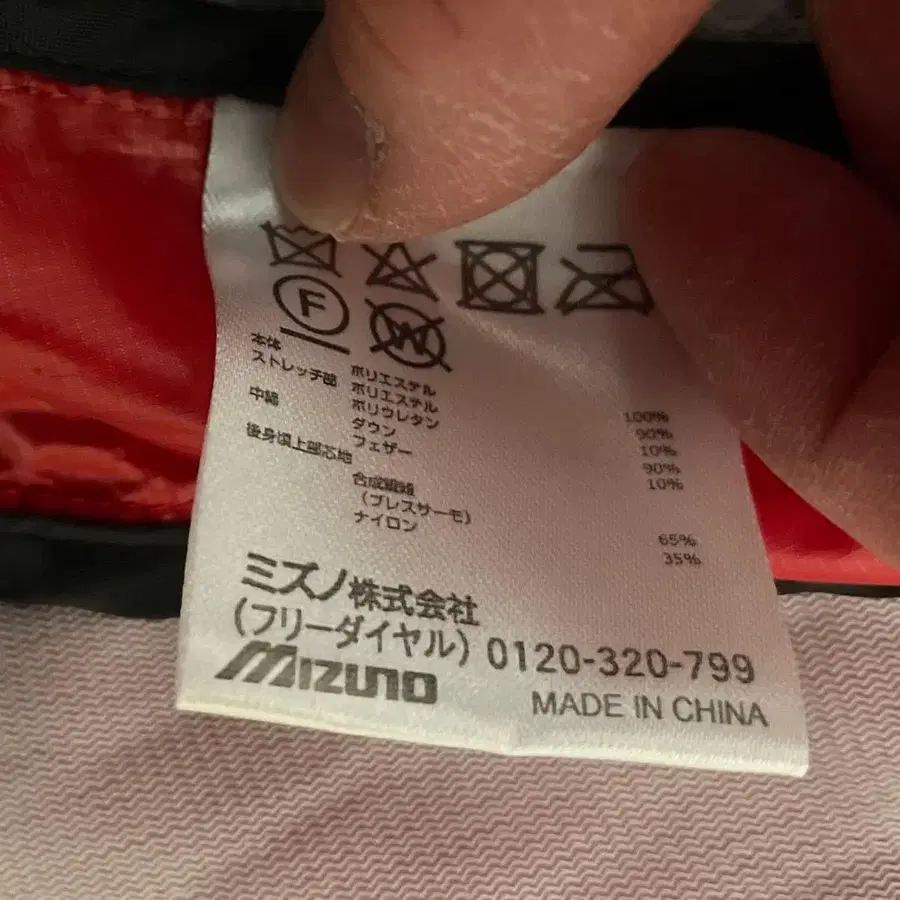 F
W
本体 ポリエステル 100%
ストレッチ部 ポリエステル 90%
ポリウレタン 10%
中綿 ダウン 90%
フェザー 10%
後身頃上部芯地
合成繊維
(ブレスサーモ) 65%
ナイロン 35%
ミズノ株式会社
(フリーダイヤル) 0120-320-799
MIZUNO MADE IN CHINA